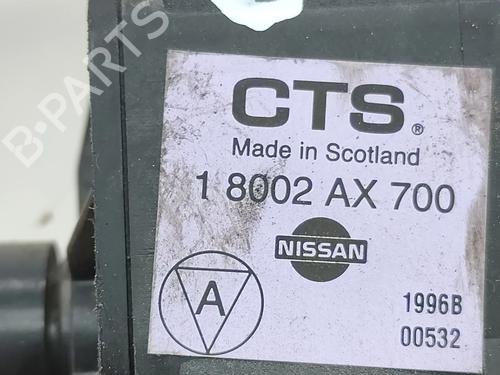 B-PARTS
CTS®
Made in Scotland
1 8002 AX 700
NISSAN
A
1996B
00532